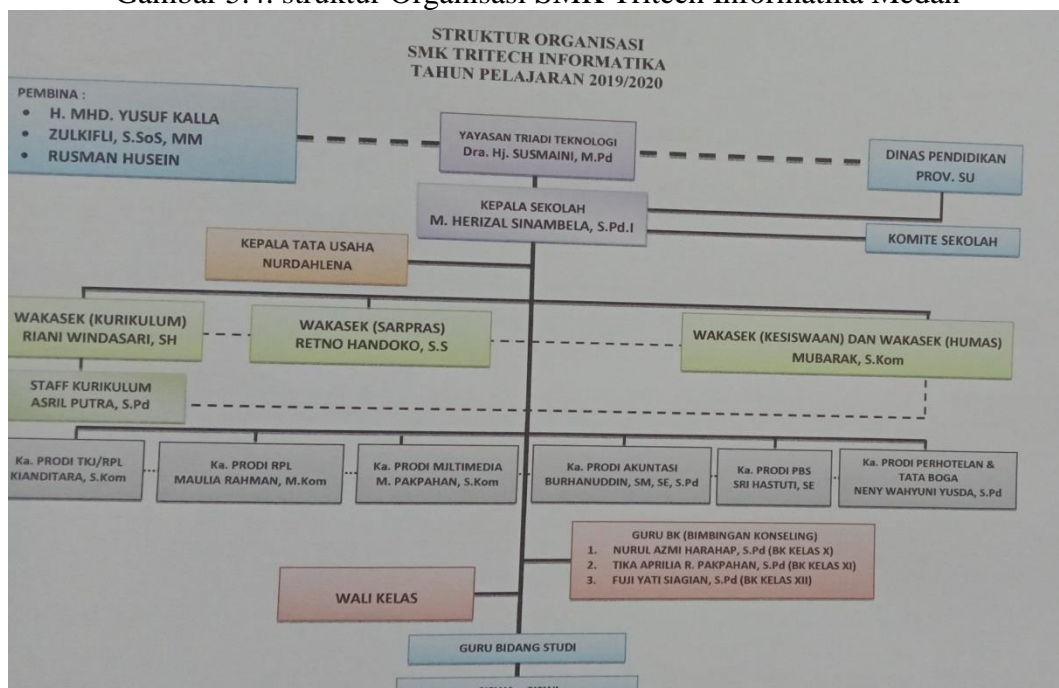 Gambar 3.4. struktur Organisasi SMK Tritech Informatika Medan
STRUKTUR ORGANISASI
SMK TRITECH INFORMATIKA
TAHUN PELAJARAN 2019/2020
PEMBINA :
• H. MHD. YUSUF KALLA
• ZULKIFLI, S.SoS, MM
• RUSMAN HUSEIN
YAYASAN TRIADI TEKNOLOGI
Dra. Hj. SUSMAINI, M.Pd
DINAS PENDIDIKAN
PROV. SU
KEPALA SEKOLAH
M. HERIZAL SINAMBELA, S.Pd.I
KOMITE SEKOLAH
KEPALA TATA USAHA
NURDAHLENA
WAKASEK (KURIKULUM)
RIANI WINDASARI, SH
WAKASEK (SARPRAS)
RETNO HANDOKO, S.S
WAKASEK (KESISWAAN) DAN WAKASEK (HUMAS)
MUBARAK, S.Kom
STAFF KURIKULUM
ASRIL PUTRA, S.Pd
Ka. PRODI TKJ/RPL
KIANDITARA, S.Kom
Ka. PRODI RPL
MAULIA RAHMAN, M.Kom
Ka. PRODI MJLTIMEDIA
M. PAKPAHAN, S.Kom
Ka. PRODI AKUNTASI
BURHANUDDIN, SM, SE, S.Pd
Ka. PRODI PBS
SRI HASTUTI, SE
Ka. PRODI PERHOTELAN &
TATA BOGA
NENY WAHYUNI YUSDA, S.Pd
GURU BK (BIMBINGAN KONSELING)
1. NURUL AZMI HARAHAP, S.Pd (BK KELAS X)
2. TIKA APRILIA R. PAKPAHAN, S.Pd (BK KELAS XI)
3. FUJI YATI SIAGIAN, S.Pd (BK KELAS XII)
WALI KELAS
GURU BIDANG STUDI